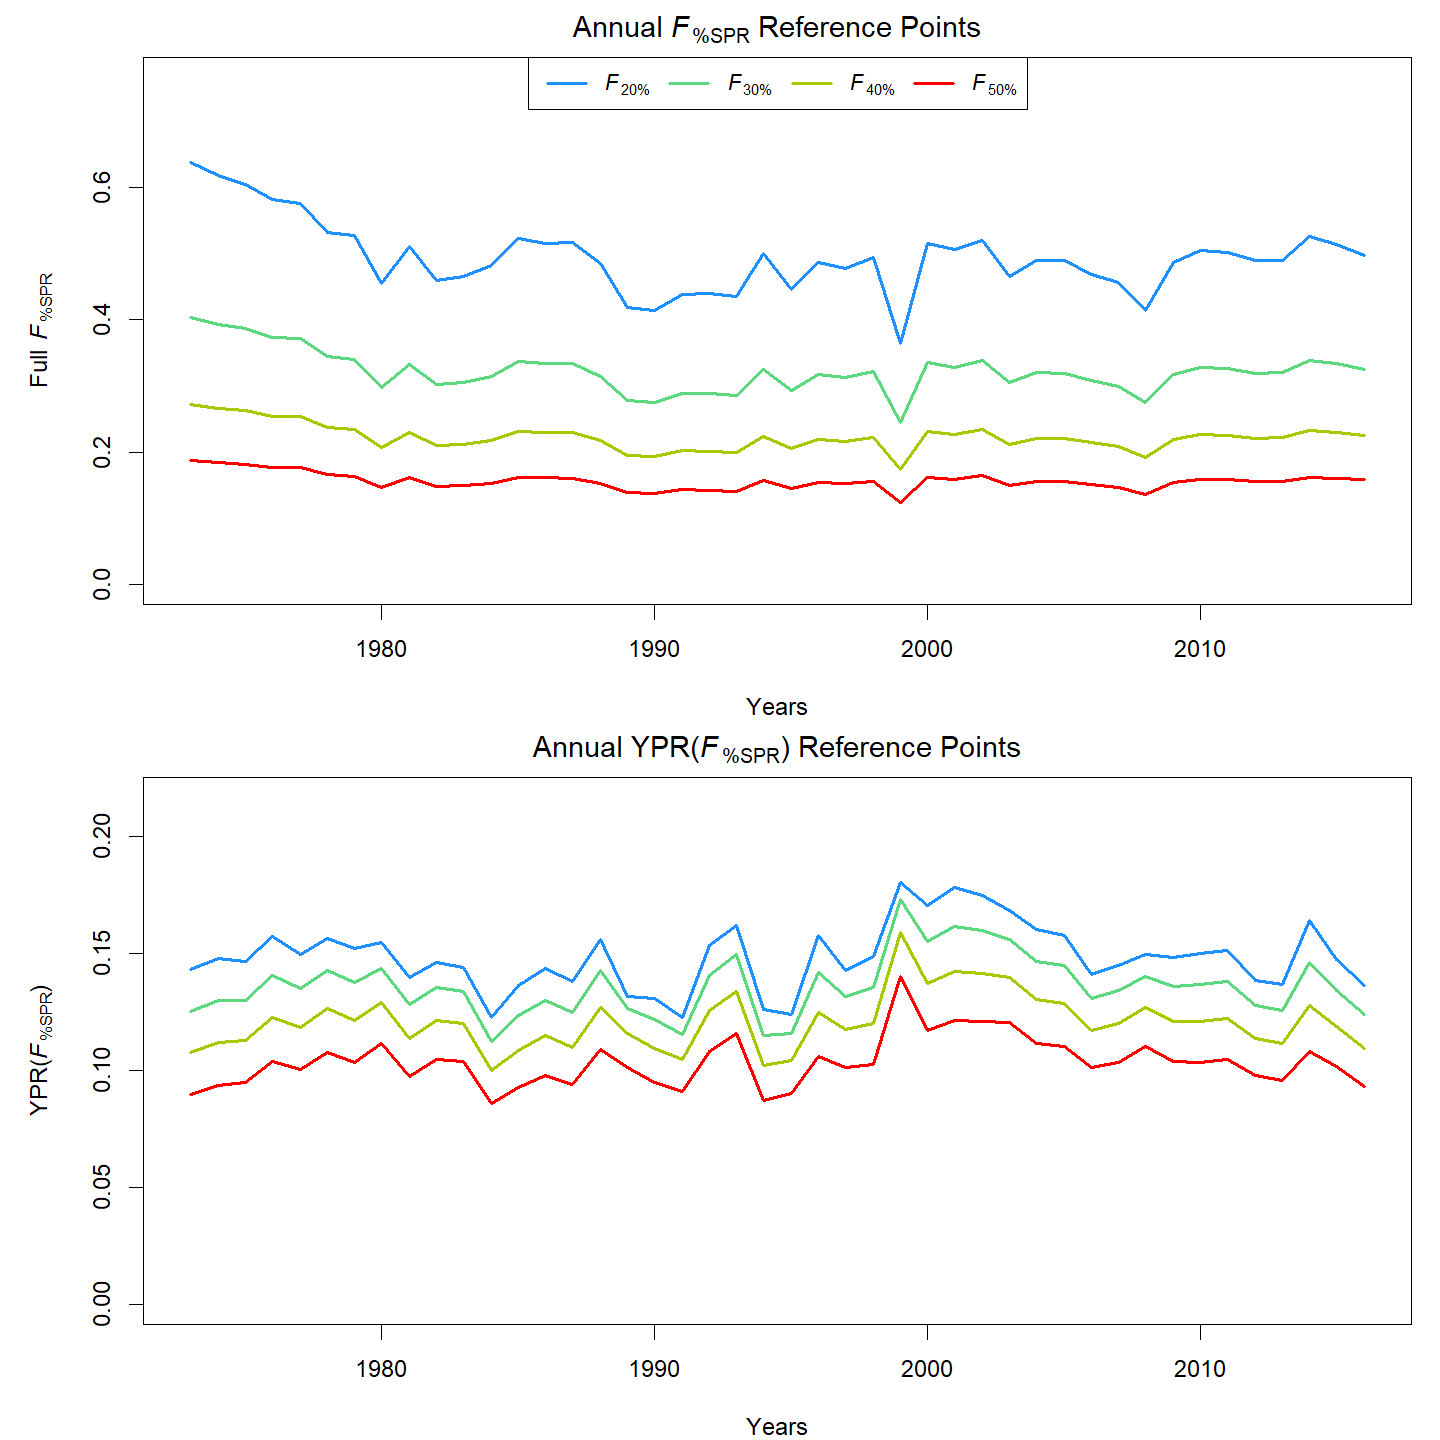 Annual F%SPR Reference Points
F20% F30% F40% F50%
Full F%SPR
0.6
0.4
0.2
0.0
1980 1990 2000 2010
Years
Annual YPR(F%SPR) Reference Points
YPR(F%SPR)
0.20
0.15
0.10
0.05
0.00
1980 1990 2000 2010
Years